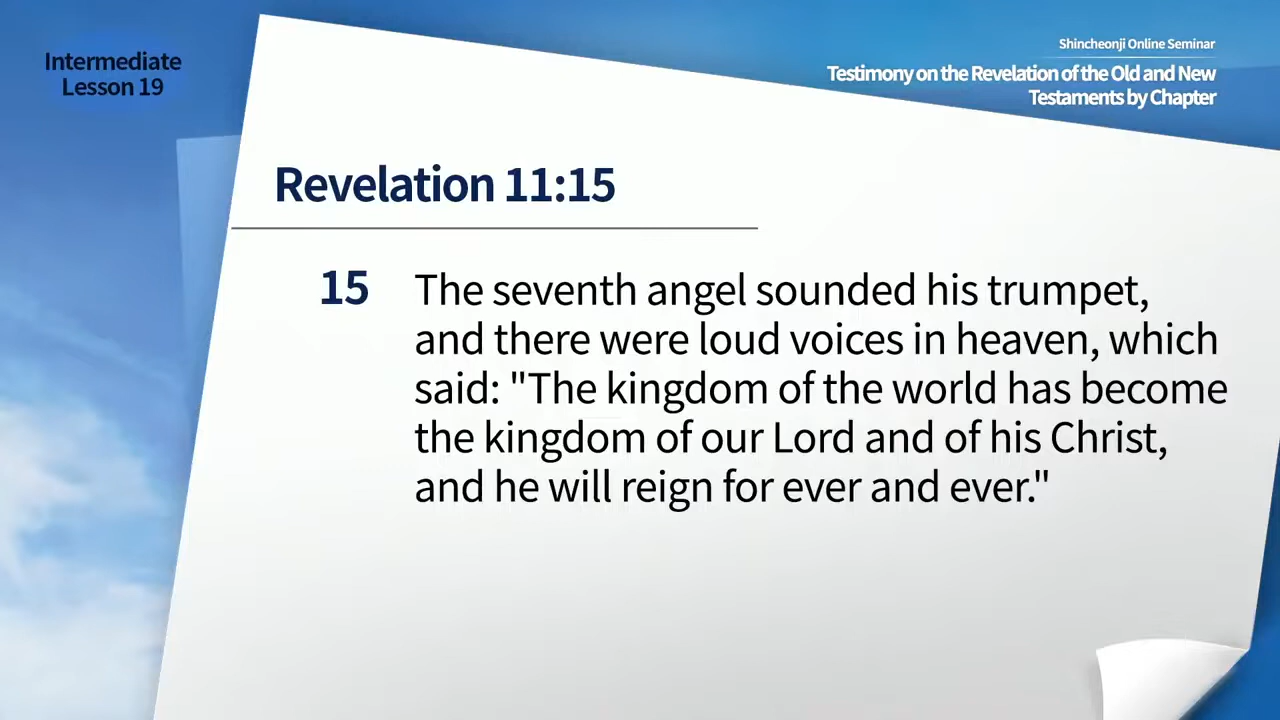 Intermediate
Lesson 19
Shincheonji Online Seminar
Testimony on the Revelation of the Old and New
Testaments by Chapter
Revelation 11:15
15 The seventh angel sounded his trumpet,
and there were loud voices in heaven, which
said: "The kingdom of the world has become
the kingdom of our Lord and of his Christ,
and he will reign for ever and ever."